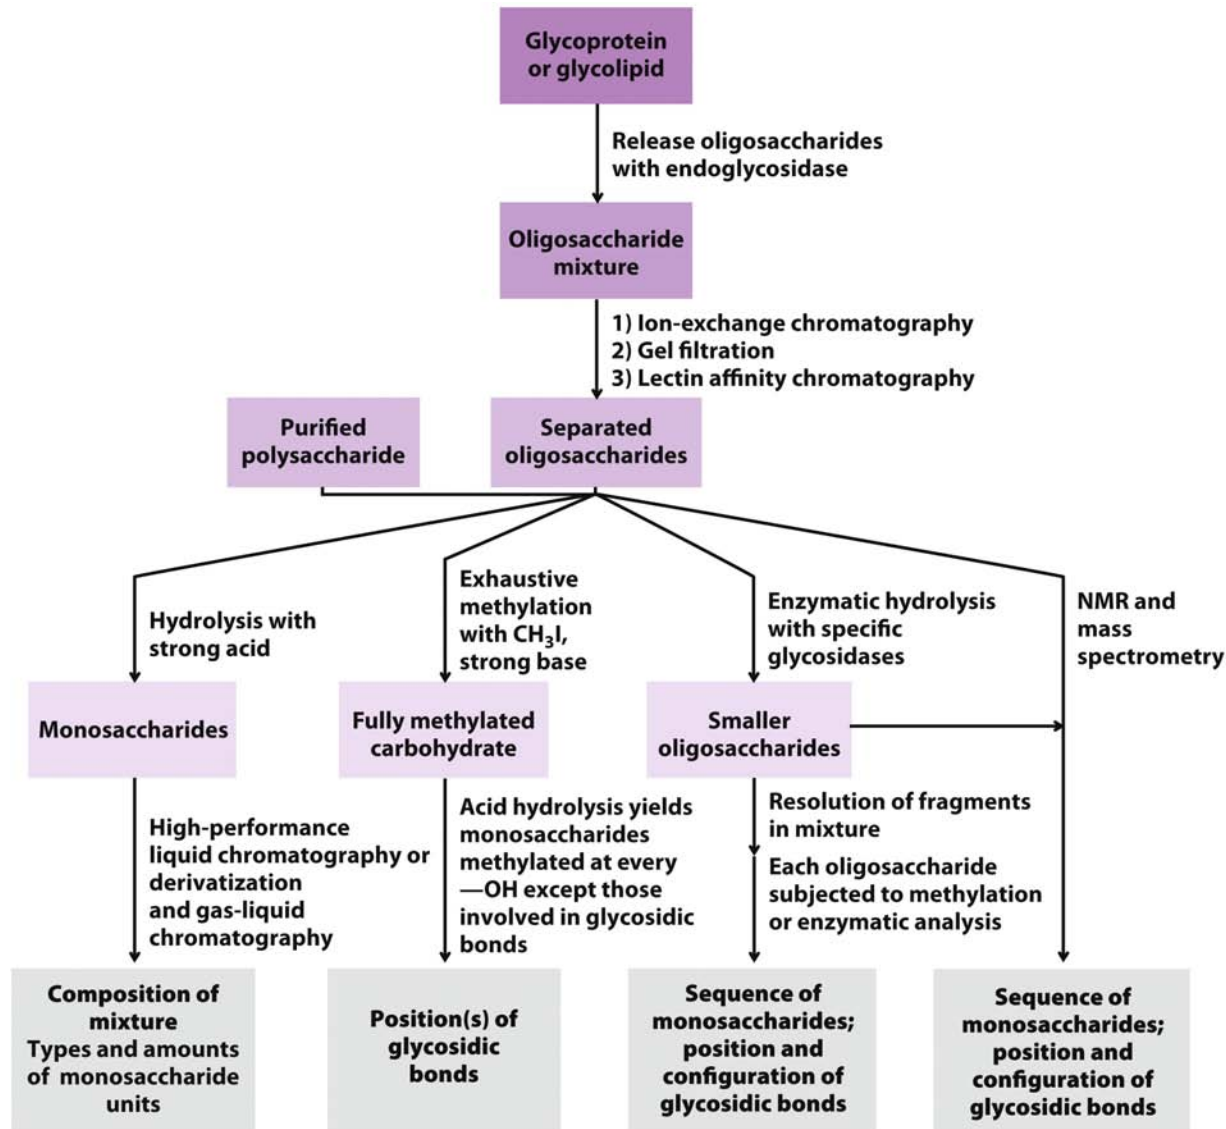 Glycoprotein
or glycolipid
Release oligosaccharides
with endoglycosidase
Oligosaccharide
mixture
1) Ion-exchange chromatography
2) Gel filtration
3) Lectin affinity chromatography
Purified
polysaccharide
Separated
oligosaccharides
Hydrolysis with
strong acid
Exhaustive
methylation
with CH₃I,
strong base
Enzymatic hydrolysis
with specific
glycosidases
NMR and
mass
spectrometry
Monosaccharides
Fully methylated
carbohydrate
Smaller
oligosaccharides
High-performance
liquid chromatography or
derivatization
and gas-liquid
chromatography
Acid hydrolysis yields
monosaccharides
methylated at every
—OH except those
involved in glycosidic
bonds
Resolution of fragments
in mixture
Each oligosaccharide
subjected to methylation
or enzymatic analysis
Composition of
mixture
Types and amounts
of monosaccharide
units
Position(s) of
glycosidic
bonds
Sequence of
monosaccharides;
position and
configuration of
glycosidic bonds
Sequence of
monosaccharides;
position and
configuration of
glycosidic bonds